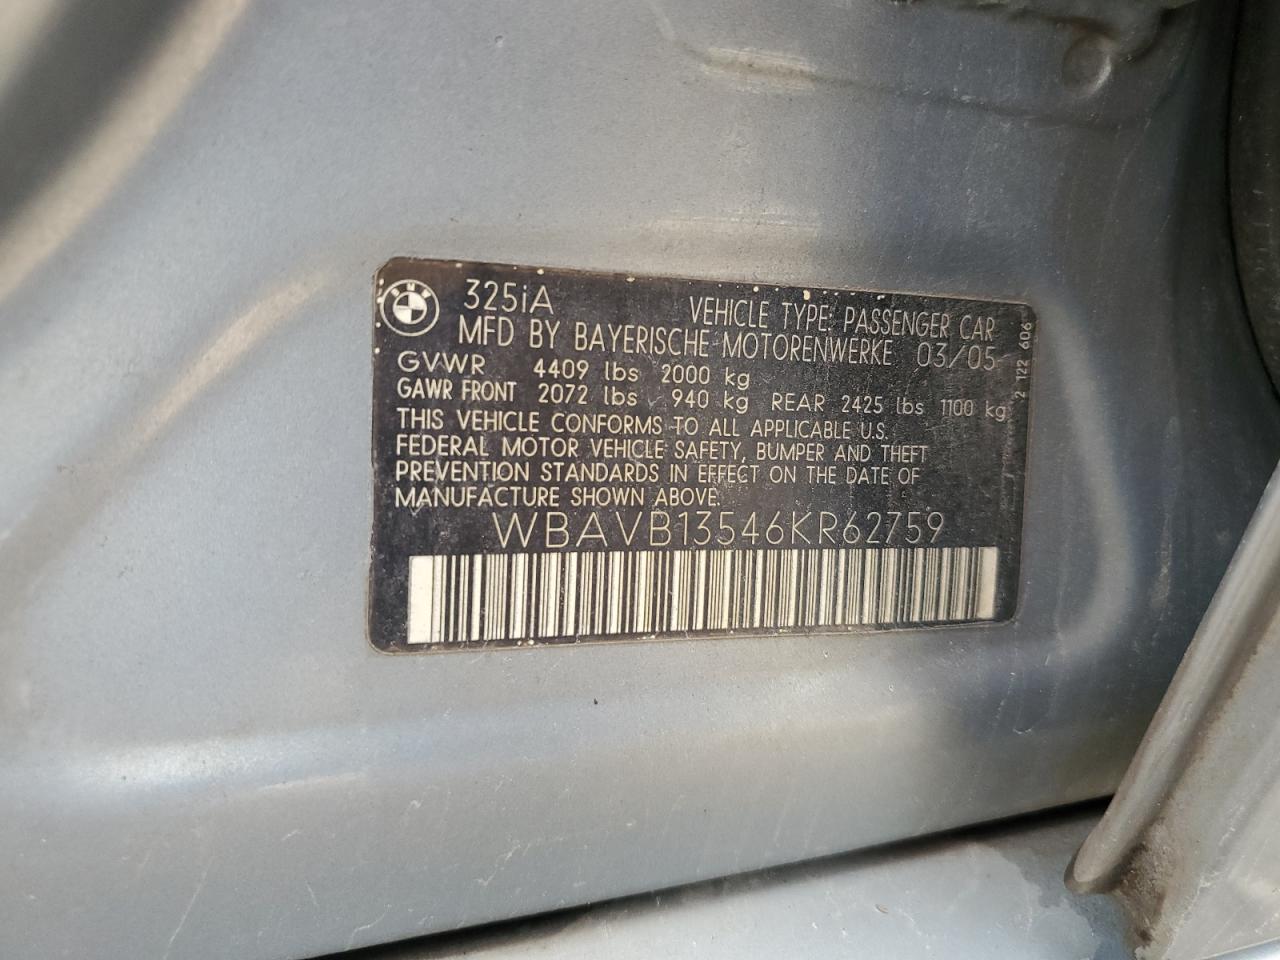 BMW 325iA VEHICLE TYPE: PASSENGER CAR
MFD BY BAYERISCHE MOTORENWERKE 03/05
GVWR 4409 lbs 2000 kg
GAWR FRONT 2072 lbs 940 kg REAR 2425 lbs 1100 kg
THIS VEHICLE CONFORMS TO ALL APPLICABLE U.S.
FEDERAL MOTOR VEHICLE SAFETY, BUMPER AND THEFT
PREVENTION STANDARDS IN EFFECT ON THE DATE OF
MANUFACTURE SHOWN ABOVE.
WBAVB13546KR62759
2 122 606